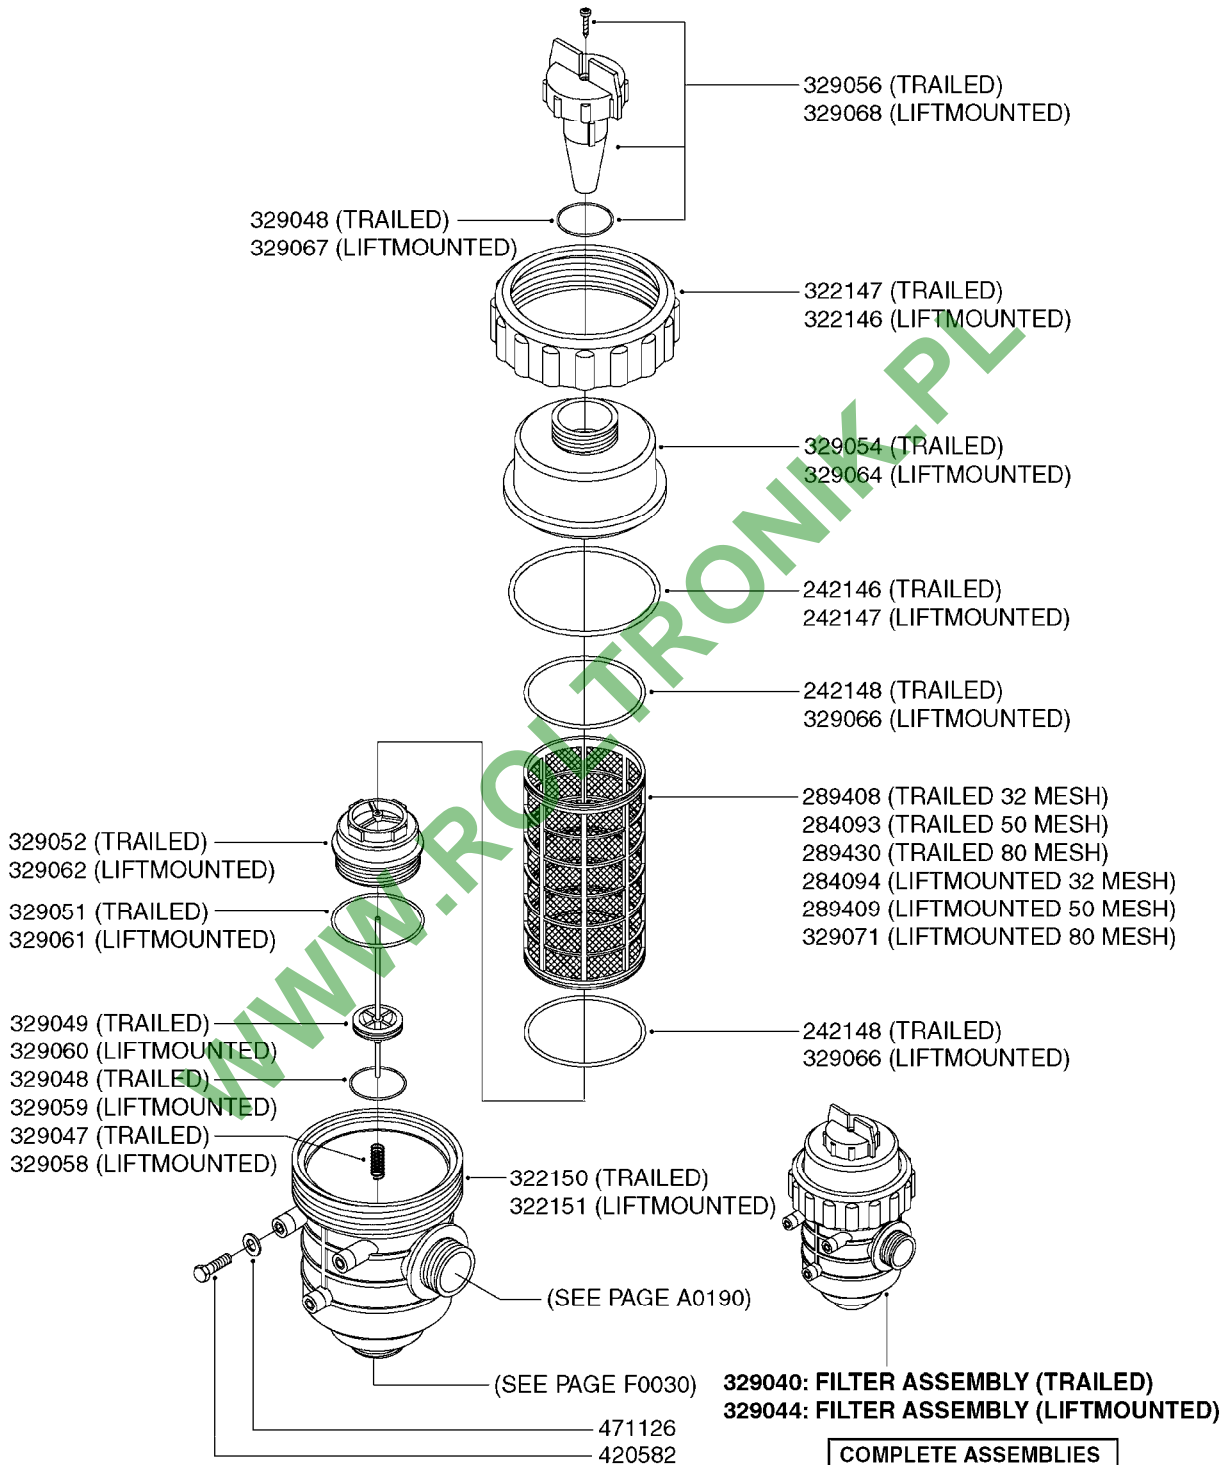 329056 (TRAILED)
329068 (LIFTMOUNTED)
329048 (TRAILED)
329067 (LIFTMOUNTED)
322147 (TRAILED)
322146 (LIFTMOUNTED)
329054 (TRAILED)
329064 (LIFTMOUNTED)
242146 (TRAILED)
242147 (LIFTMOUNTED)
242148 (TRAILED)
329066 (LIFTMOUNTED)
289408 (TRAILED 32 MESH)
284093 (TRAILED 50 MESH)
289430 (TRAILED 80 MESH)
284094 (LIFTMOUNTED 32 MESH)
289409 (LIFTMOUNTED 50 MESH)
329071 (LIFTMOUNTED 80 MESH)
329052 (TRAILED)
329062 (LIFTMOUNTED)
329051 (TRAILED)
329061 (LIFTMOUNTED)
329049 (TRAILED)
329060 (LIFTMOUNTED)
329048 (TRAILED)
329059 (LIFTMOUNTED)
329047 (TRAILED)
329058 (LIFTMOUNTED)
242148 (TRAILED)
329066 (LIFTMOUNTED)
322150 (TRAILED)
322151 (LIFTMOUNTED)
(SEE PAGE A0190)
(SEE PAGE F0030)
471126
420582
329040: FILTER ASSEMBLY (TRAILED)
329044: FILTER ASSEMBLY (LIFTMOUNTED)
COMPLETE ASSEMBLIES
WWW.ROLTRONIK.PL